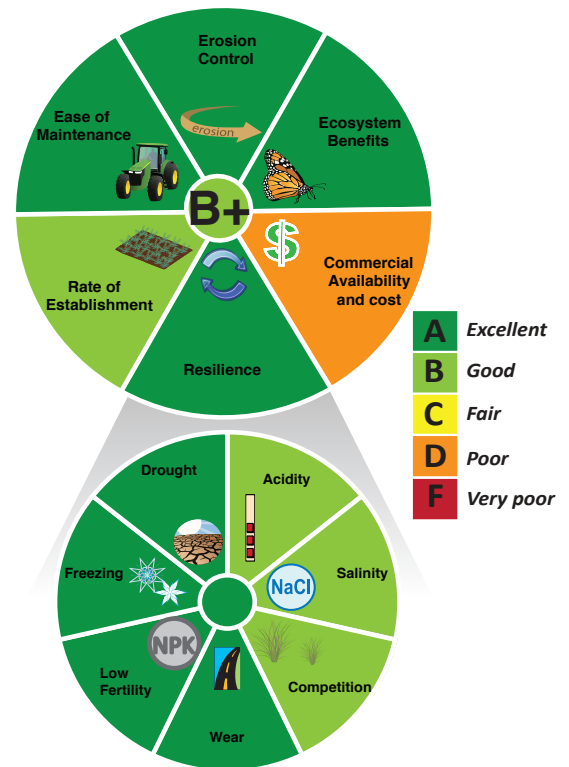 Erosion
Control
erosion
Ease of
Maintenance
Ecosystem
Benefits
B+
$
Rate of
Establishment
Commercial
Availability
and cost
Resilience
A Excellent
B Good
C Fair
D Poor
F Very poor
Drought
Acidity
Freezing
Salinity
NaCl
NPK
Low
Fertility
Competition
Wear